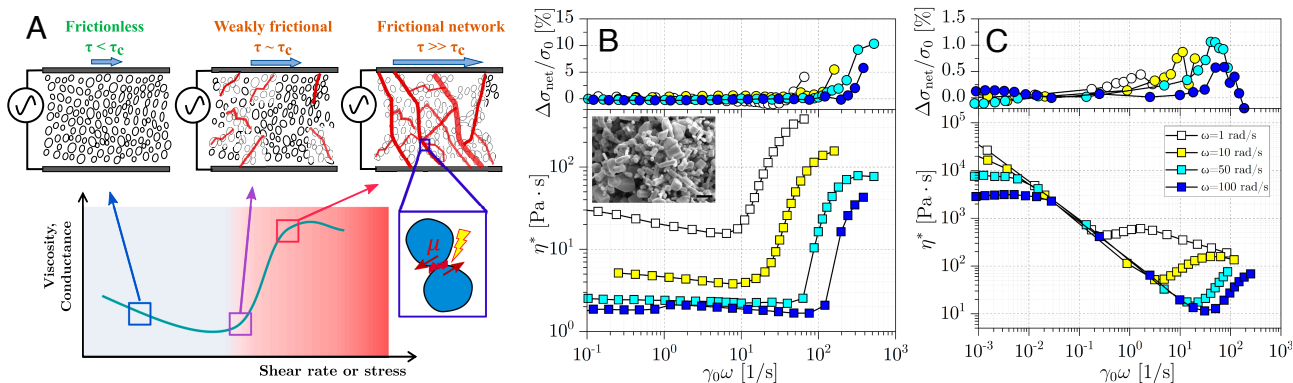 A
Frictionless
τ < τc
Weakly frictional
τ ~ τc
Frictional network
τ >> τc
Viscosity,
Conductance
μ
Shear rate or stress
B
Δσnet/σ0 [%]
10
5
0
η* [Pa · s]
10²
10¹
10⁰
10⁻¹ 10⁰ 10¹ 10² 10³
γ₀ω [1/s]
C
Δσnet/σ0 [%]
1.5
1.0
0.5
0.0
η* [Pa · s]
10⁵
10⁴
10³
10²
10¹
ω=1 rad/s
ω=10 rad/s
ω=50 rad/s
ω=100 rad/s
10⁻³ 10⁻² 10⁻¹ 10⁰ 10¹ 10² 10³
γ₀ω [1/s]